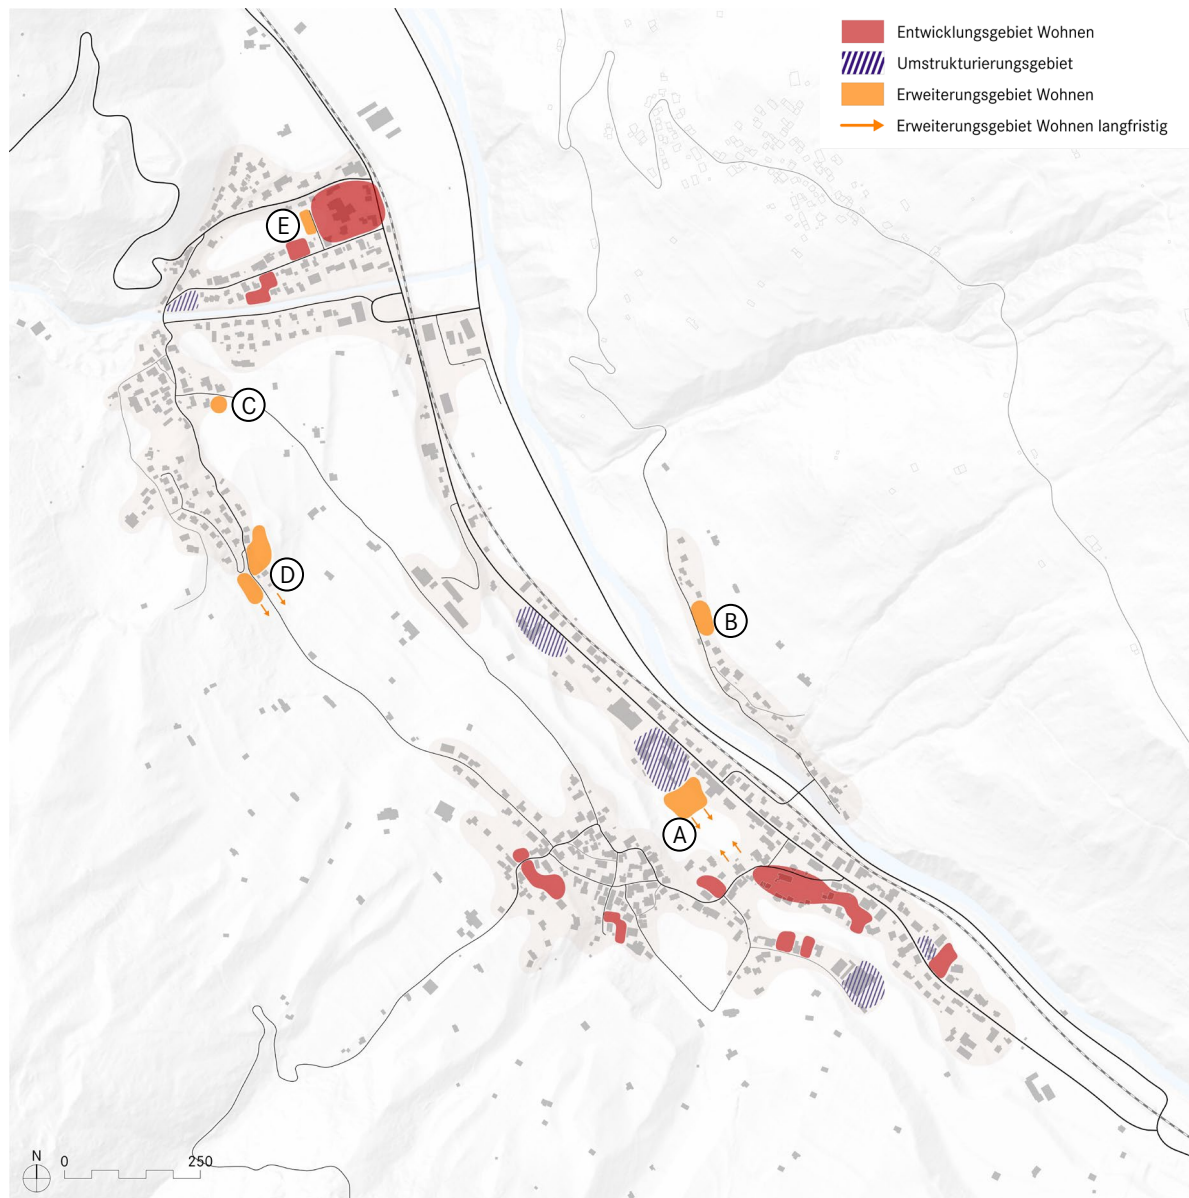 Entwicklungsgebiet Wohnen
Umstrukturierungsgebiet
Erweiterungsgebiet Wohnen
Erweiterungsgebiet Wohnen langfristig
E
C
D
B
A
N
0 250